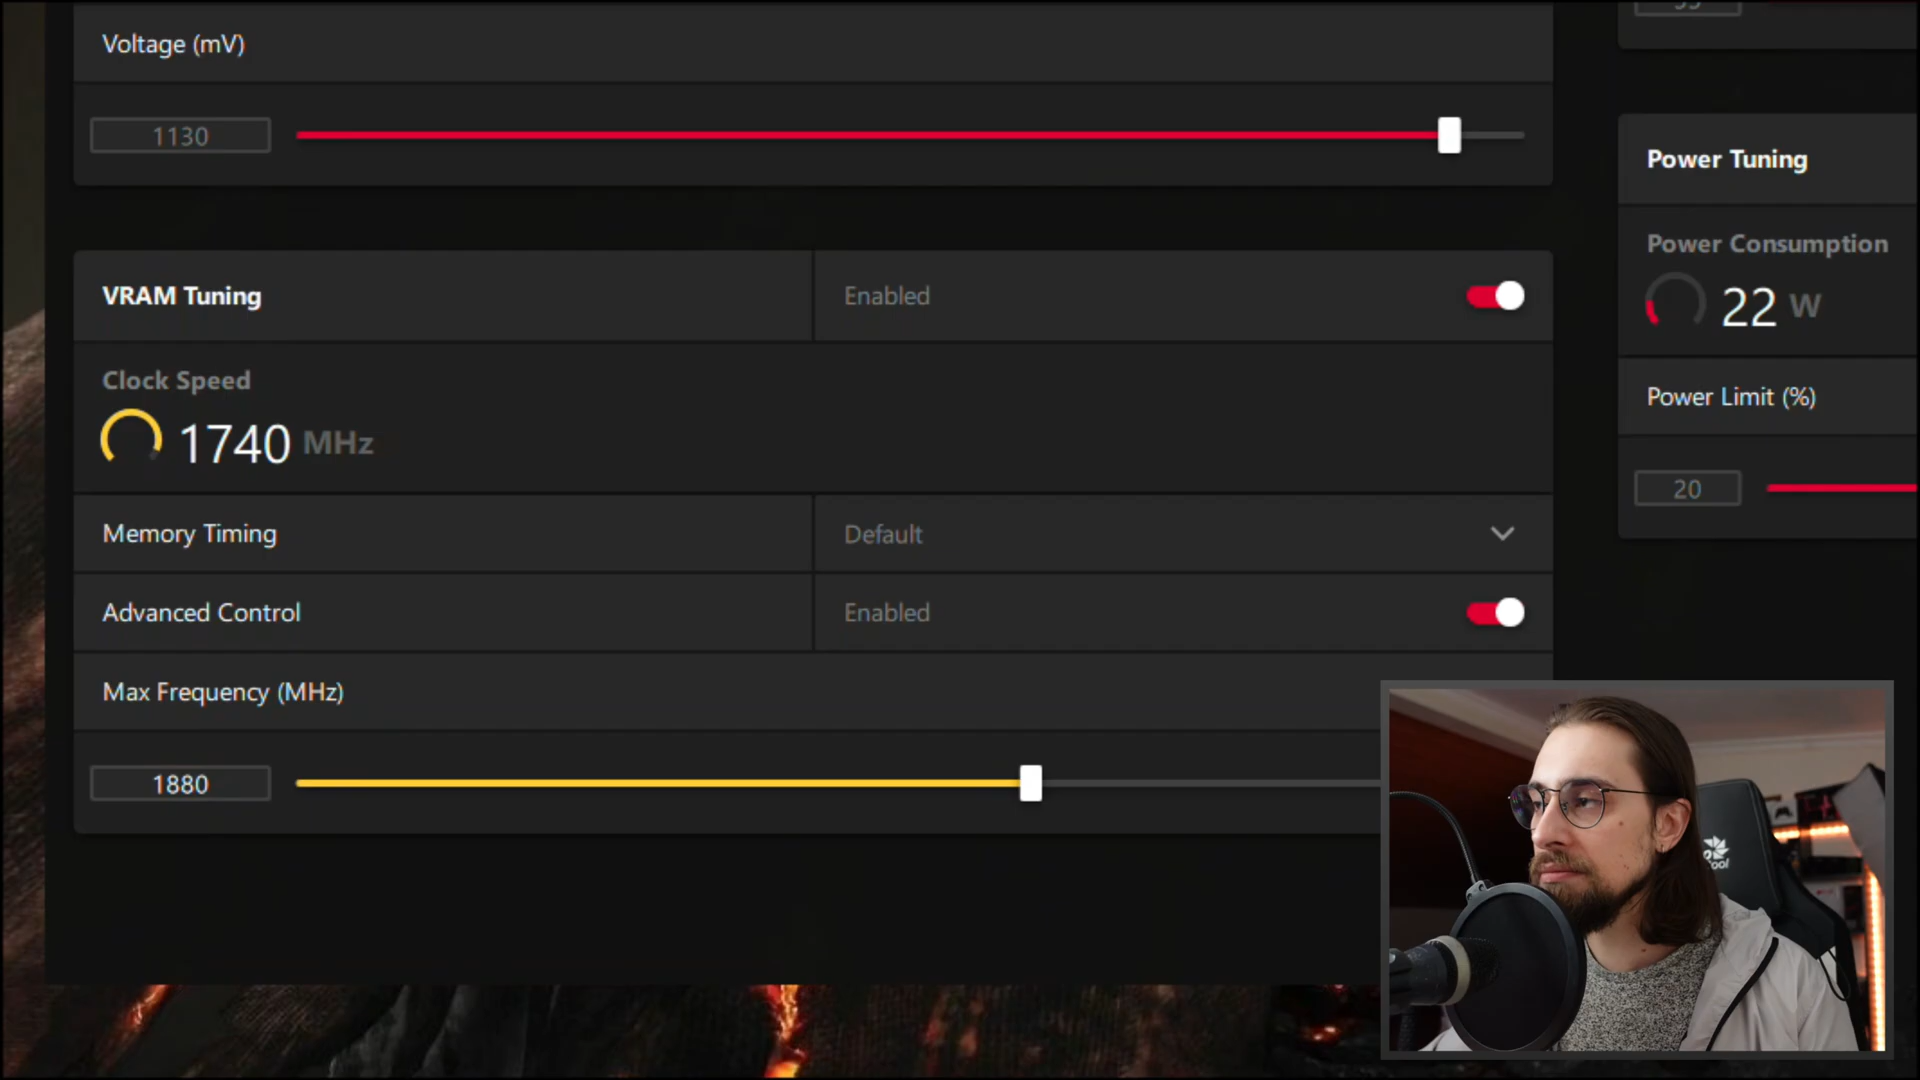 Voltage (mV)
1130
VRAM Tuning
Enabled
Clock Speed
1740 MHz
Memory Timing
Default
Advanced Control
Enabled
Max Frequency (MHz)
1880
Power Tuning
Power Consumption
22 W
Power Limit (%)
20